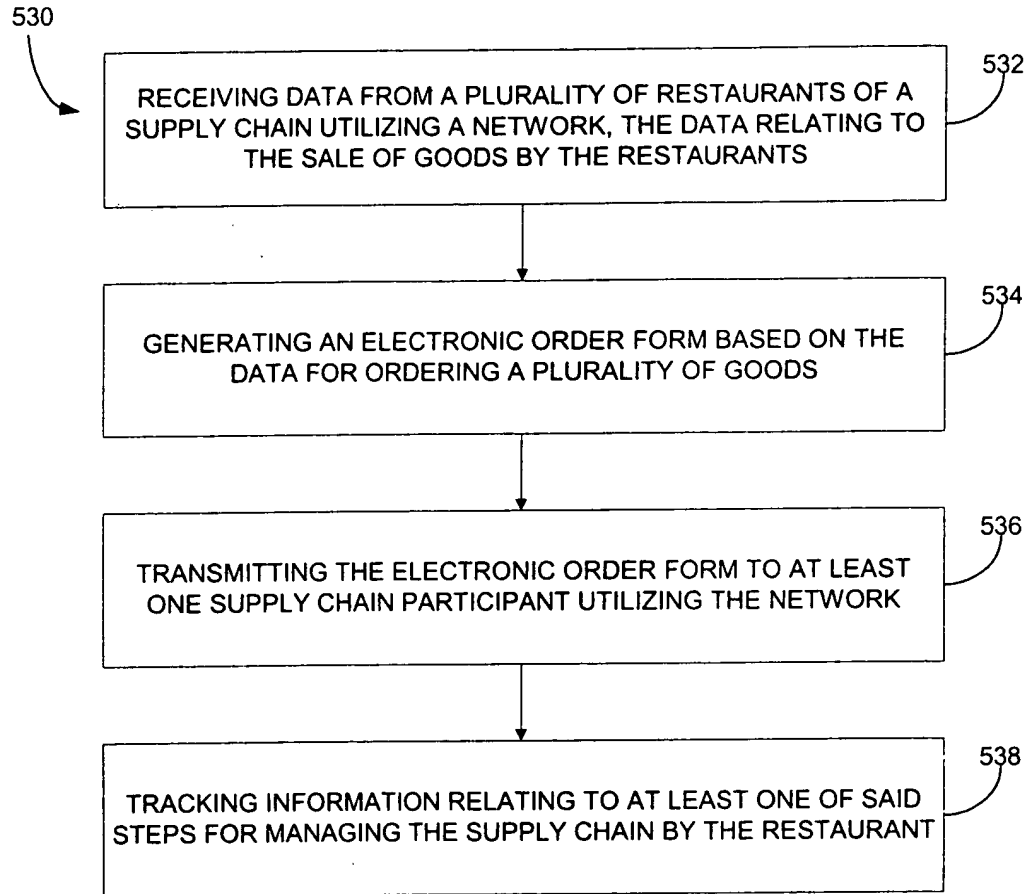 530
532
RECEIVING DATA FROM A PLURALITY OF RESTAURANTS OF A
SUPPLY CHAIN UTILIZING A NETWORK, THE DATA RELATING TO
THE SALE OF GOODS BY THE RESTAURANTS
534
GENERATING AN ELECTRONIC ORDER FORM BASED ON THE
DATA FOR ORDERING A PLURALITY OF GOODS
536
TRANSMITTING THE ELECTRONIC ORDER FORM TO AT LEAST
ONE SUPPLY CHAIN PARTICIPANT UTILIZING THE NETWORK
538
TRACKING INFORMATION RELATING TO AT LEAST ONE OF SAID
STEPS FOR MANAGING THE SUPPLY CHAIN BY THE RESTAURANT